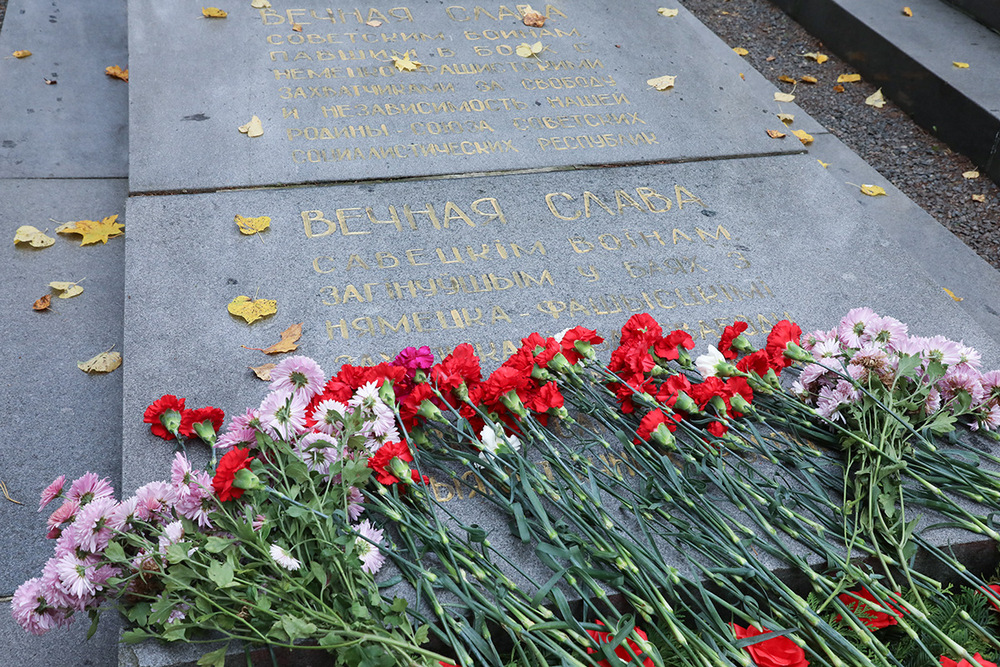 ВЕЧНАЯ СЛАВА
СОВЕТСКИМ ВОИНАМ,
ПАВШИМ В БОЯХ С
НЕМЕЦКО-ФАШИСТСКИМИ
ЗАХВАТЧИКАМИ ЗА СВОБОДУ
И НЕЗАВИСИМОСТЬ НАШЕЙ
РОДИНЫ - СОЮЗА СОВЕТСКИХ
СОЦИАЛИСТИЧЕСКИХ РЕСПУБЛИК
ВЕЧНАЯ СЛАВА
САВЕЦКІМ ВОІНАМ
ЗАГІНУЎШЫМ У БАЯХ З
НЯМЕЦКА-ФАШЫСЦКІМІ